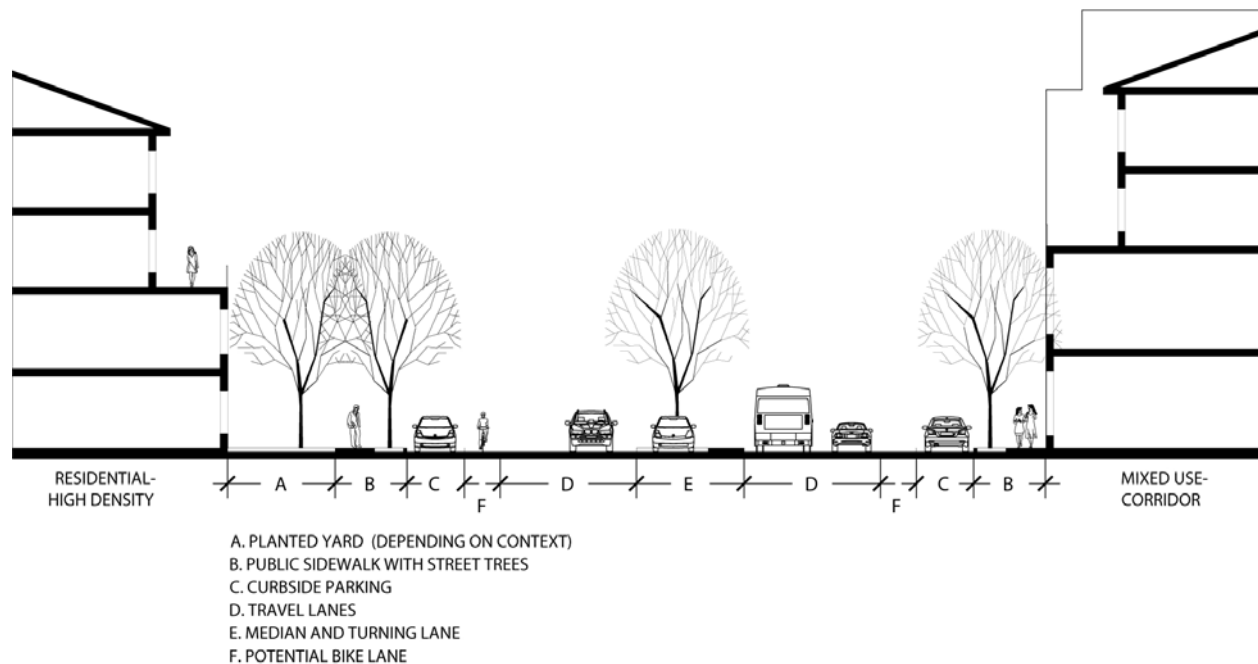 RESIDENTIAL-
HIGH DENSITY
A B C F D E D F C B
MIXED USE-
CORRIDOR
A. PLANTED YARD (DEPENDING ON CONTEXT)
B. PUBLIC SIDEWALK WITH STREET TREES
C. CURBSIDE PARKING
D. TRAVEL LANES
E. MEDIAN AND TURNING LANE
F. POTENTIAL BIKE LANE